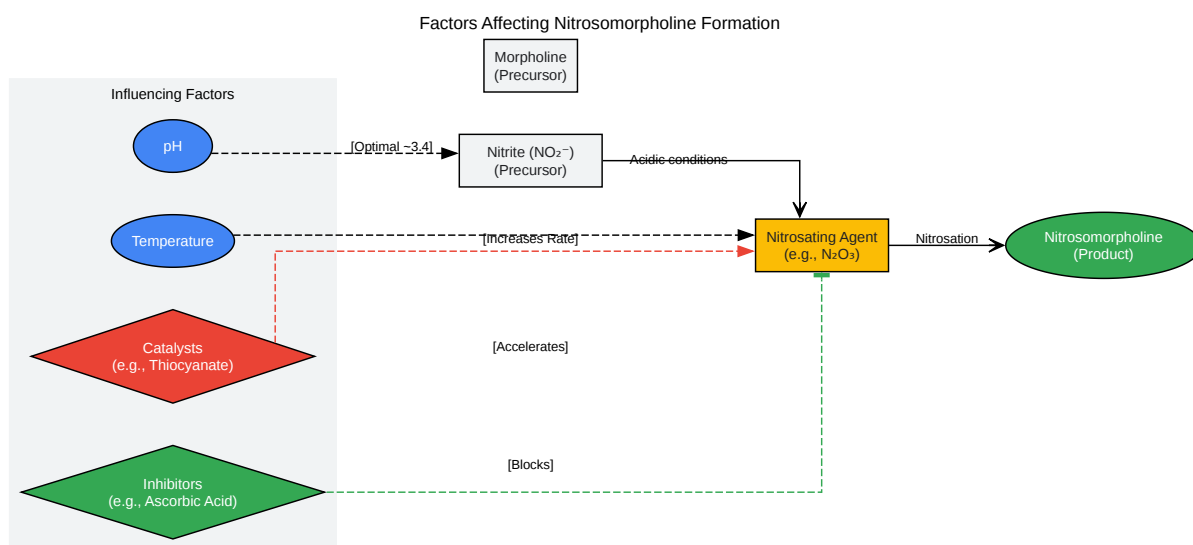 Factors Affecting Nitrosomorpholine Formation
Morpholine
(Precursor)
Influencing Factors
pH
[Optimal ~3.4]
Nitrite (NO₂⁻)
(Precursor)
Acidic conditions
Temperature
[Increases Rate]
Nitrosating Agent
(e.g., N₂O₃)
Nitrosation
Nitrosomorpholine
(Product)
Catalysts
(e.g., Thiocyanate)
[Accelerates]
Inhibitors
(e.g., Ascorbic Acid)
[Blocks]